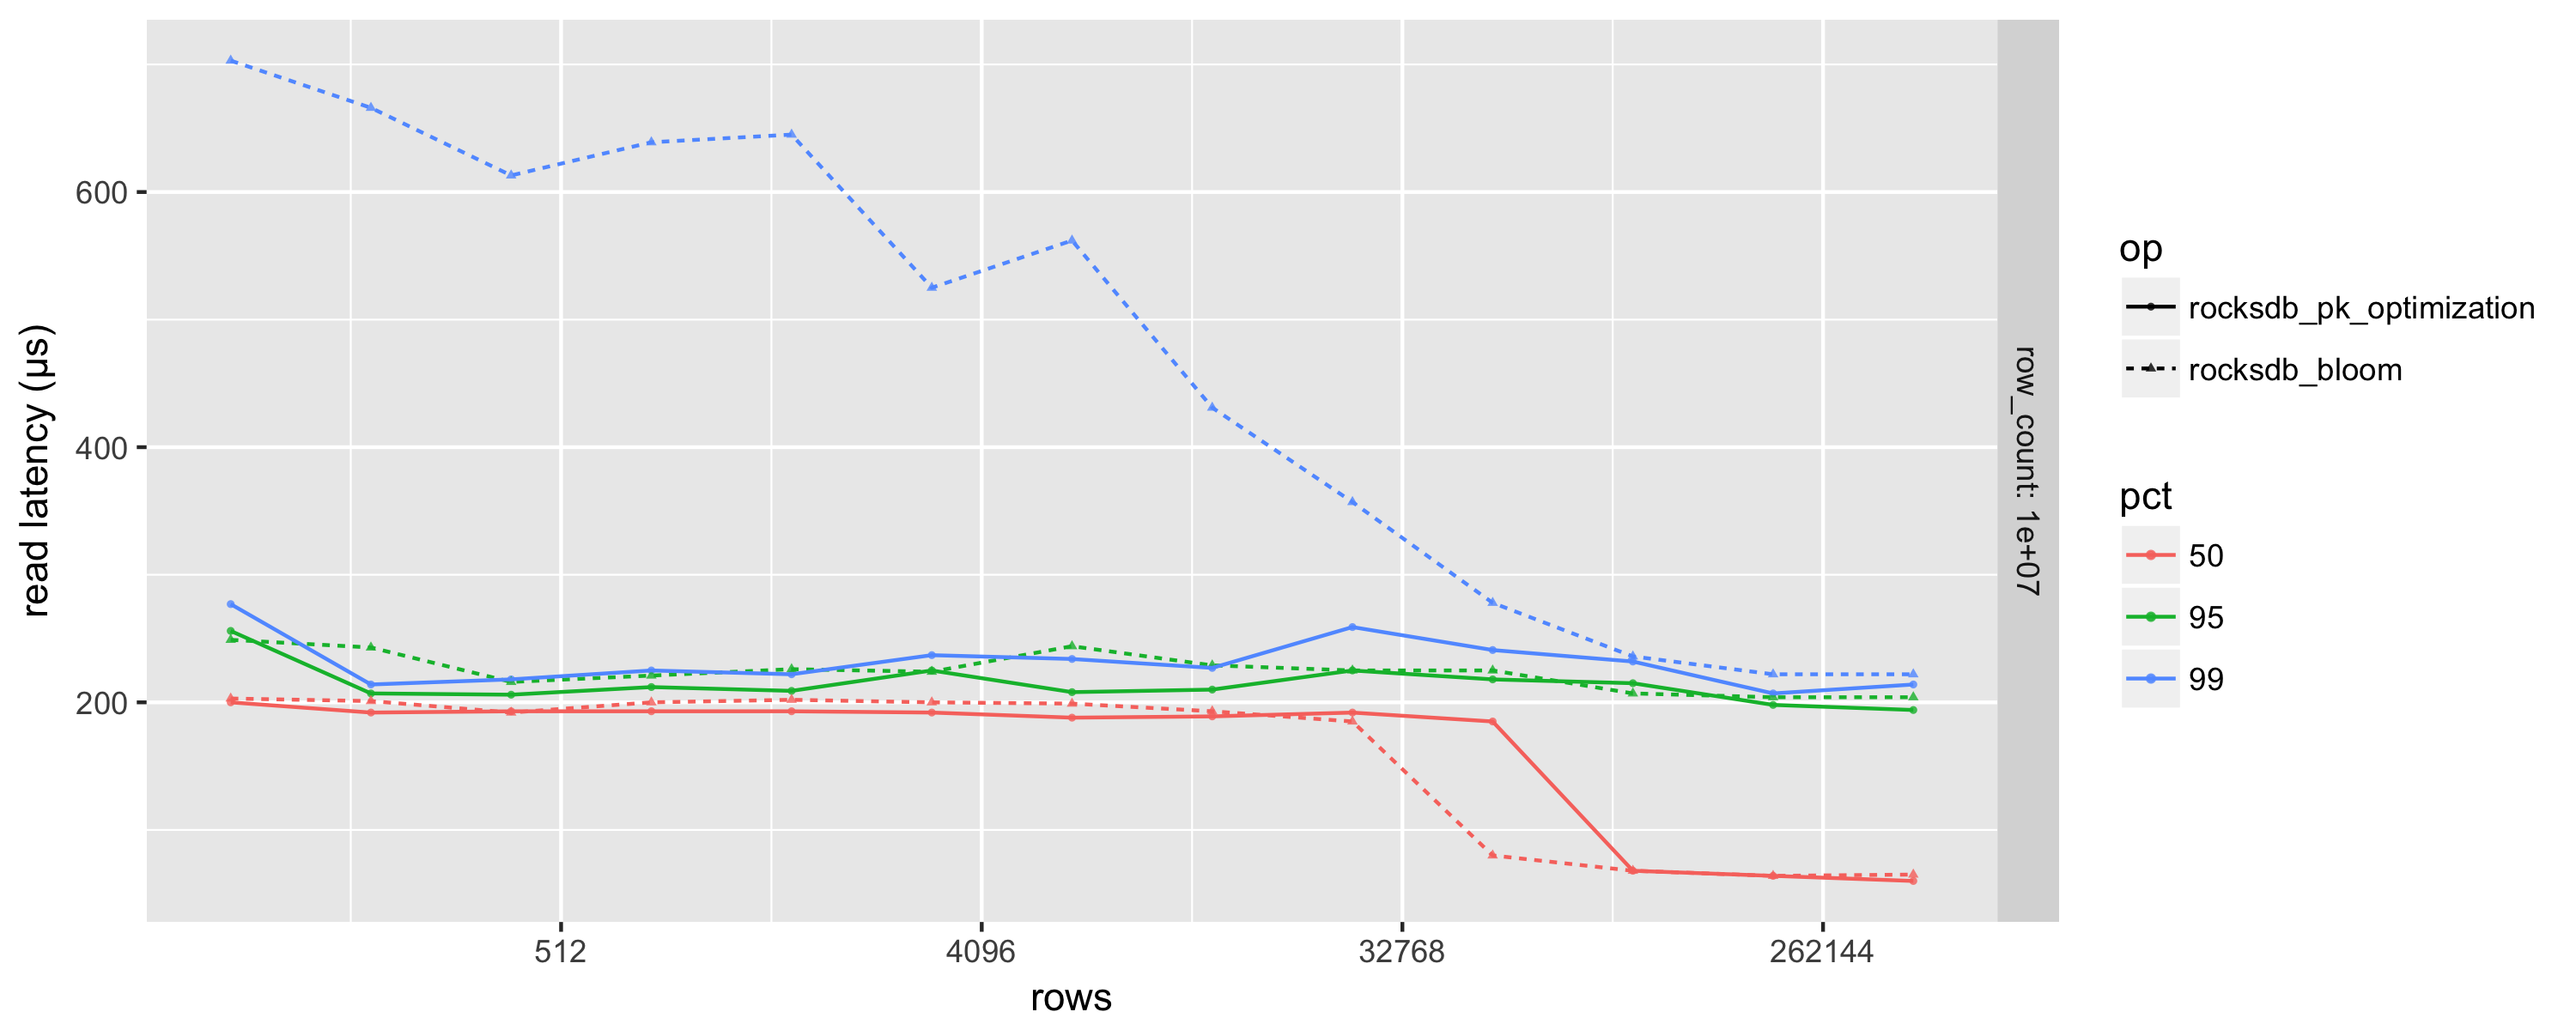 read latency (µs)
600
400
200
512
4096
32768
262144
rows
row_count: 1e+07
op
rocksdb_pk_optimization
rocksdb_bloom
pct
50
95
99